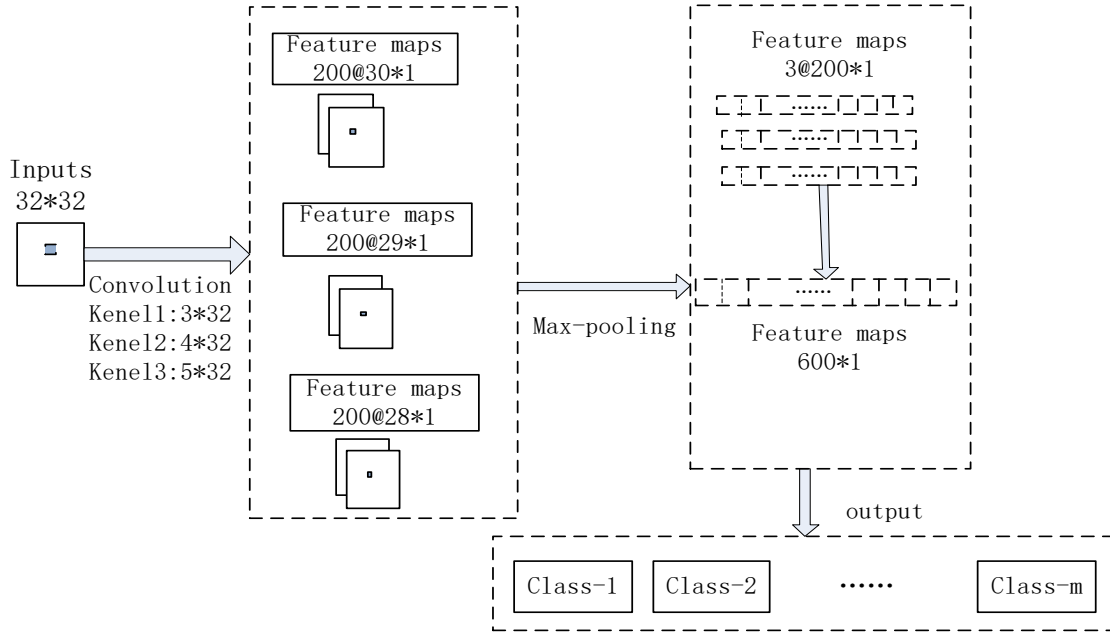 Inputs
32*32
Convolution
Kenel1:3*32
Kenel2:4*32
Kenel3:5*32
Feature maps
200@30*1
Feature maps
200@29*1
Feature maps
200@28*1
Max-pooling
Feature maps
3@200*1
......
......
......
......
Feature maps
600*1
output
Class-1
Class-2
......
Class-m